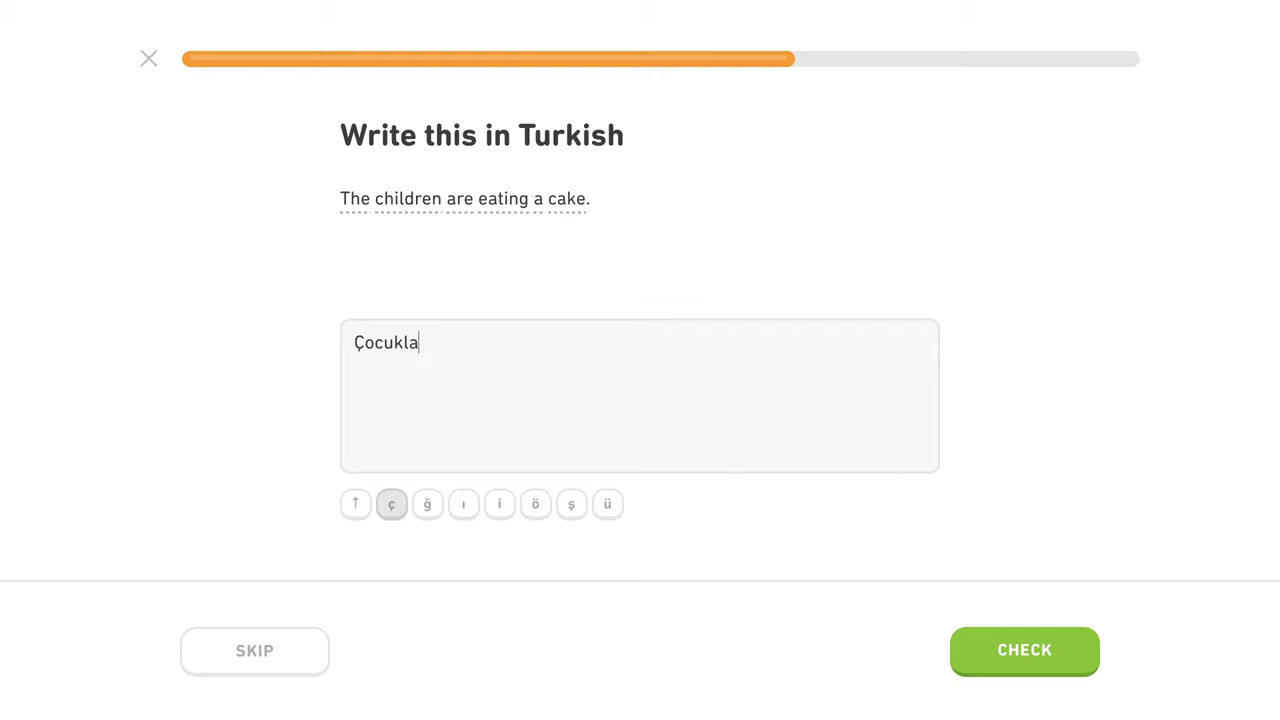 Write this in Turkish
The children are eating a cake.
Çocukla
↑ ç ğ ı i ö ş ü
SKIP
CHECK